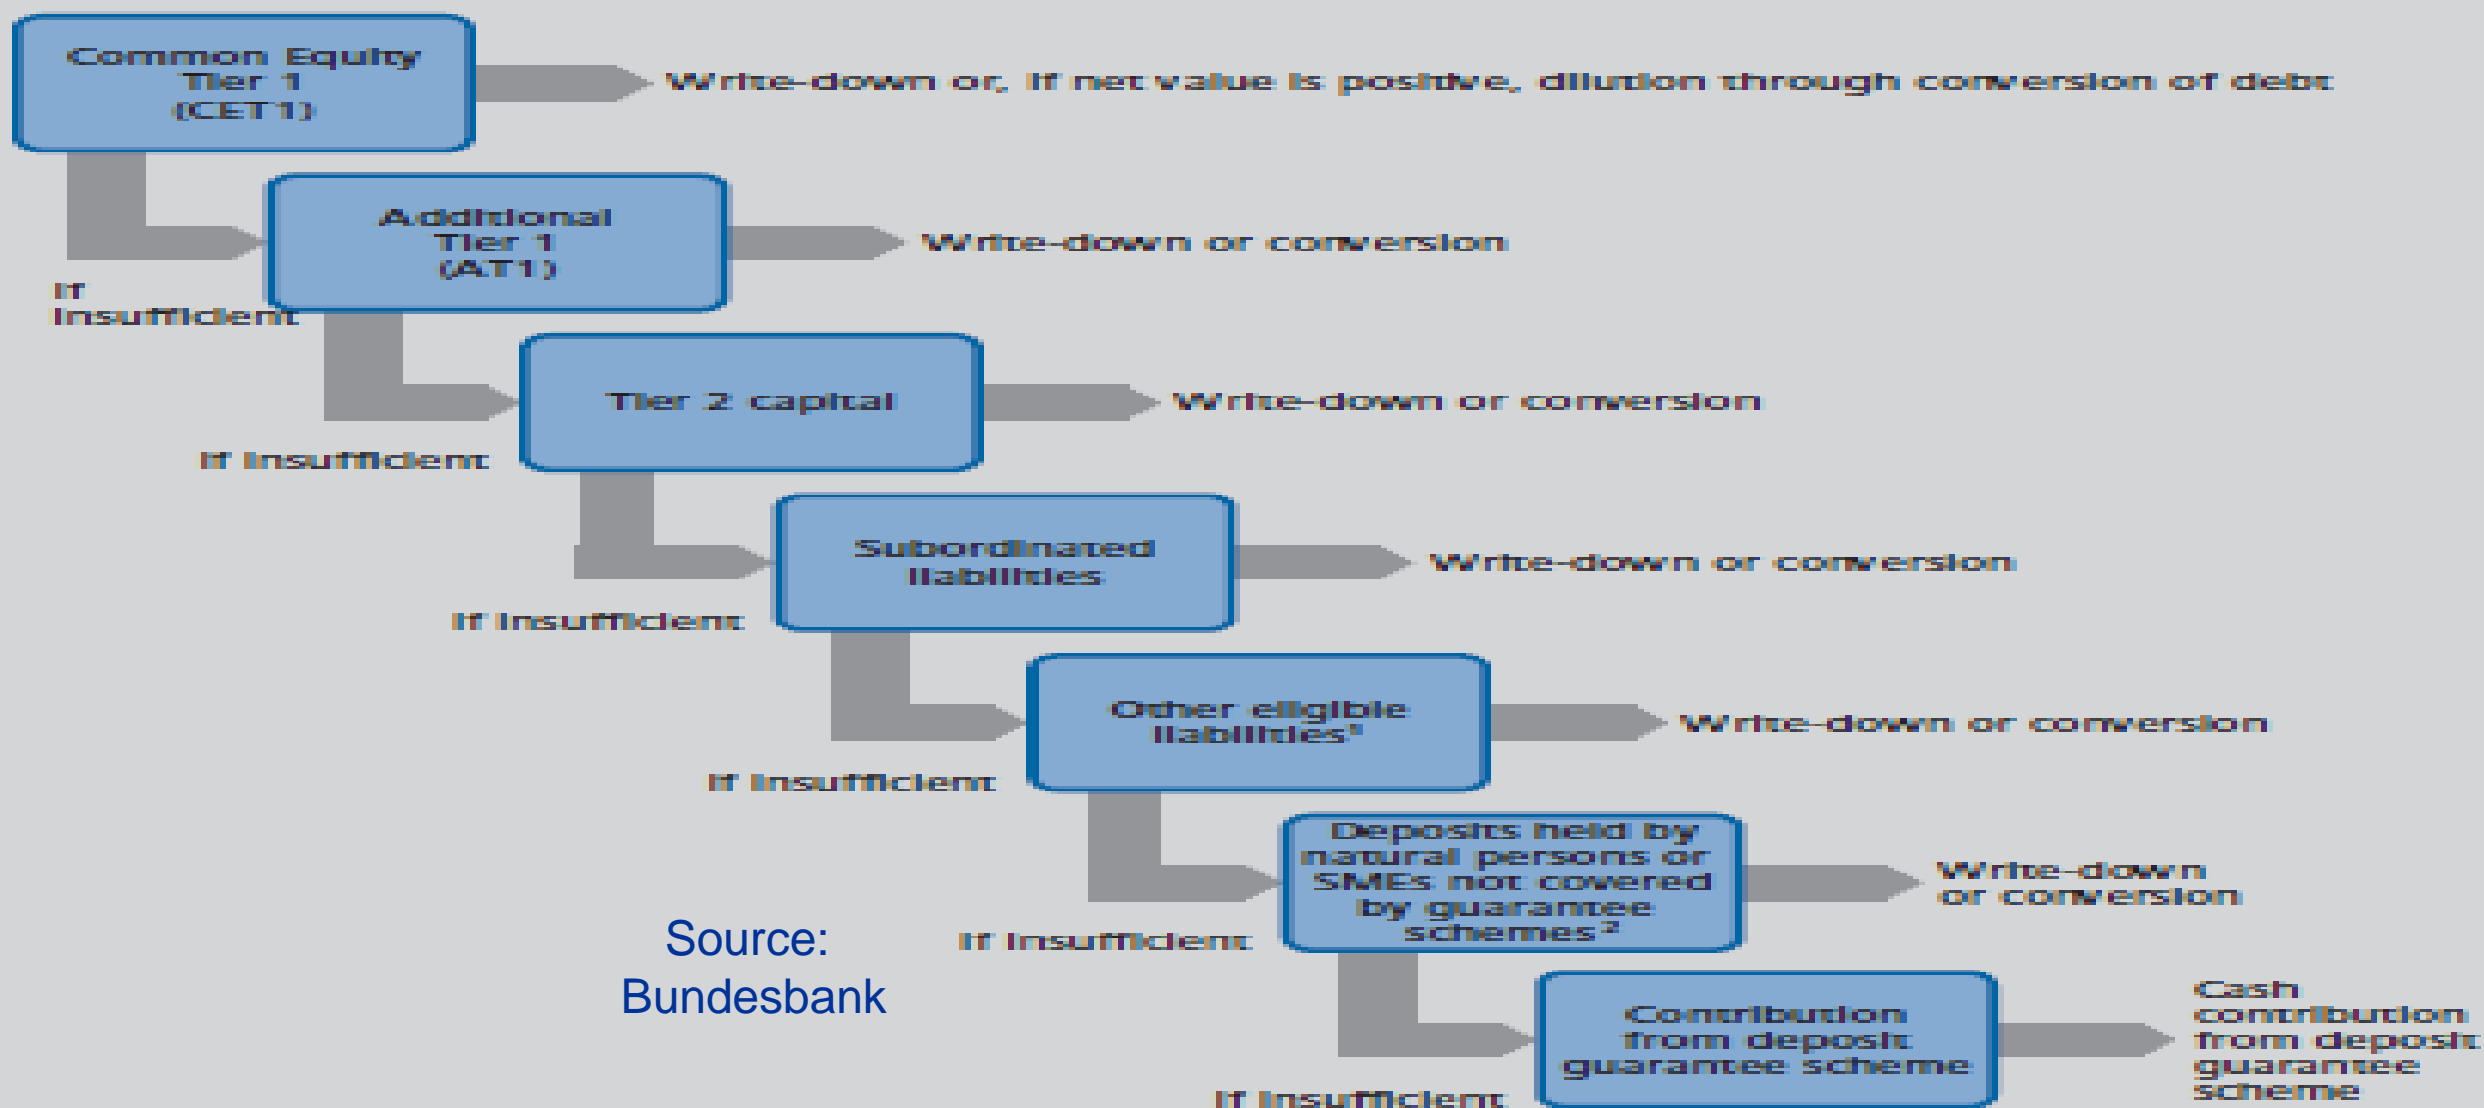 Common Equity
Tier 1
(CET1)
Write-down or, if net value is positive, dilution through conversion of debt
Additional
Tier 1
(AT1)
Write-down or conversion
If
insufficient
Tier 2 capital
Write-down or conversion
If insufficient
Subordinated
liabilities
Write-down or conversion
If insufficient
Other eligible
liabilities¹
Write-down or conversion
If insufficient
Deposits held by
natural persons or
SMEs not covered
by guarantee
schemes²
Write-down
or conversion
If insufficient
Source:
Bundesbank
Contribution
from deposit
guarantee scheme
Cash
contribution
from deposit
guarantee
scheme
If insufficient